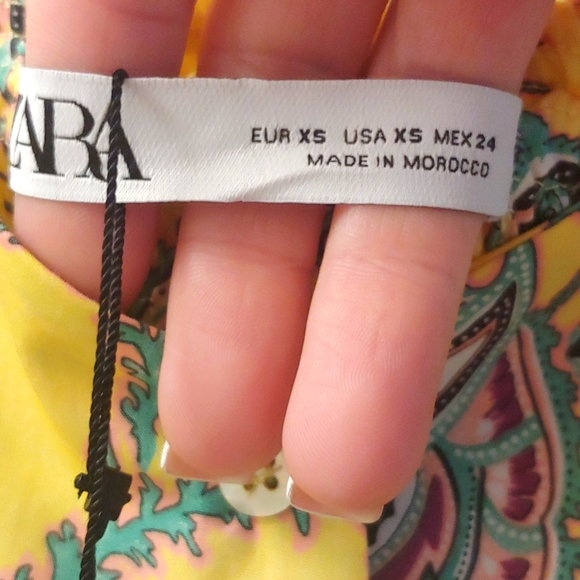 ZARA
EUR XS USA XS MEX 24
MADE IN MOROCCO